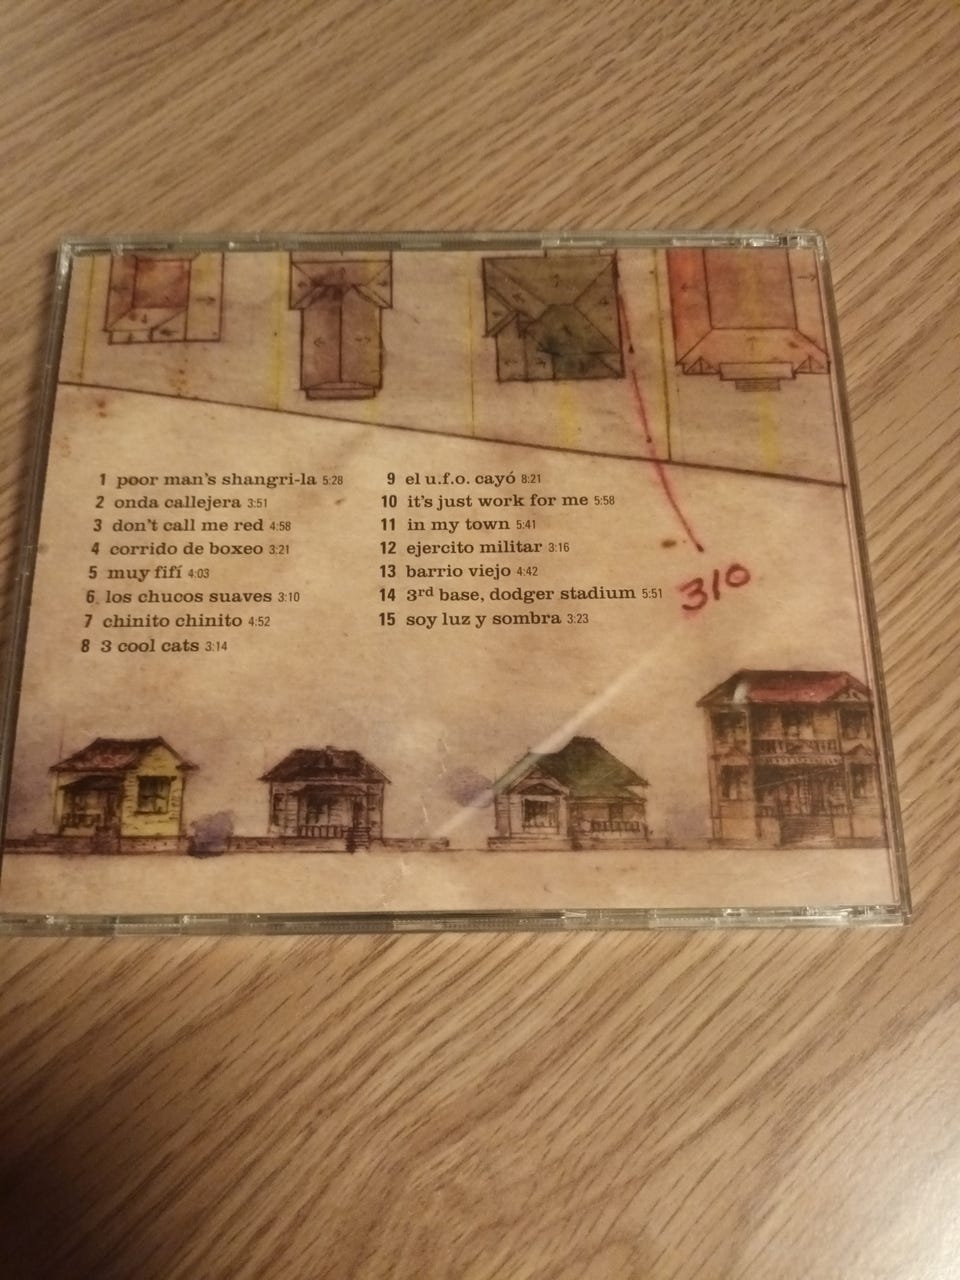 1 poor man's shangri-la 5:28
2 onda callejera 3:51
3 don't call me red 4:58
4 corrido de boxeo 3:21
5 muy fifí 4:03
6 los chucos suaves 3:10
7 chinito chinito 4:52
8 3 cool cats 3:14
9 el u.f.o. cayó 8:21
10 it's just work for me 5:58
11 in my town 5:41
12 ejercito militar 3:16
13 barrio viejo 4:42
14 3rd base, dodger stadium 5:51
15 soy luz y sombra 3:23
310